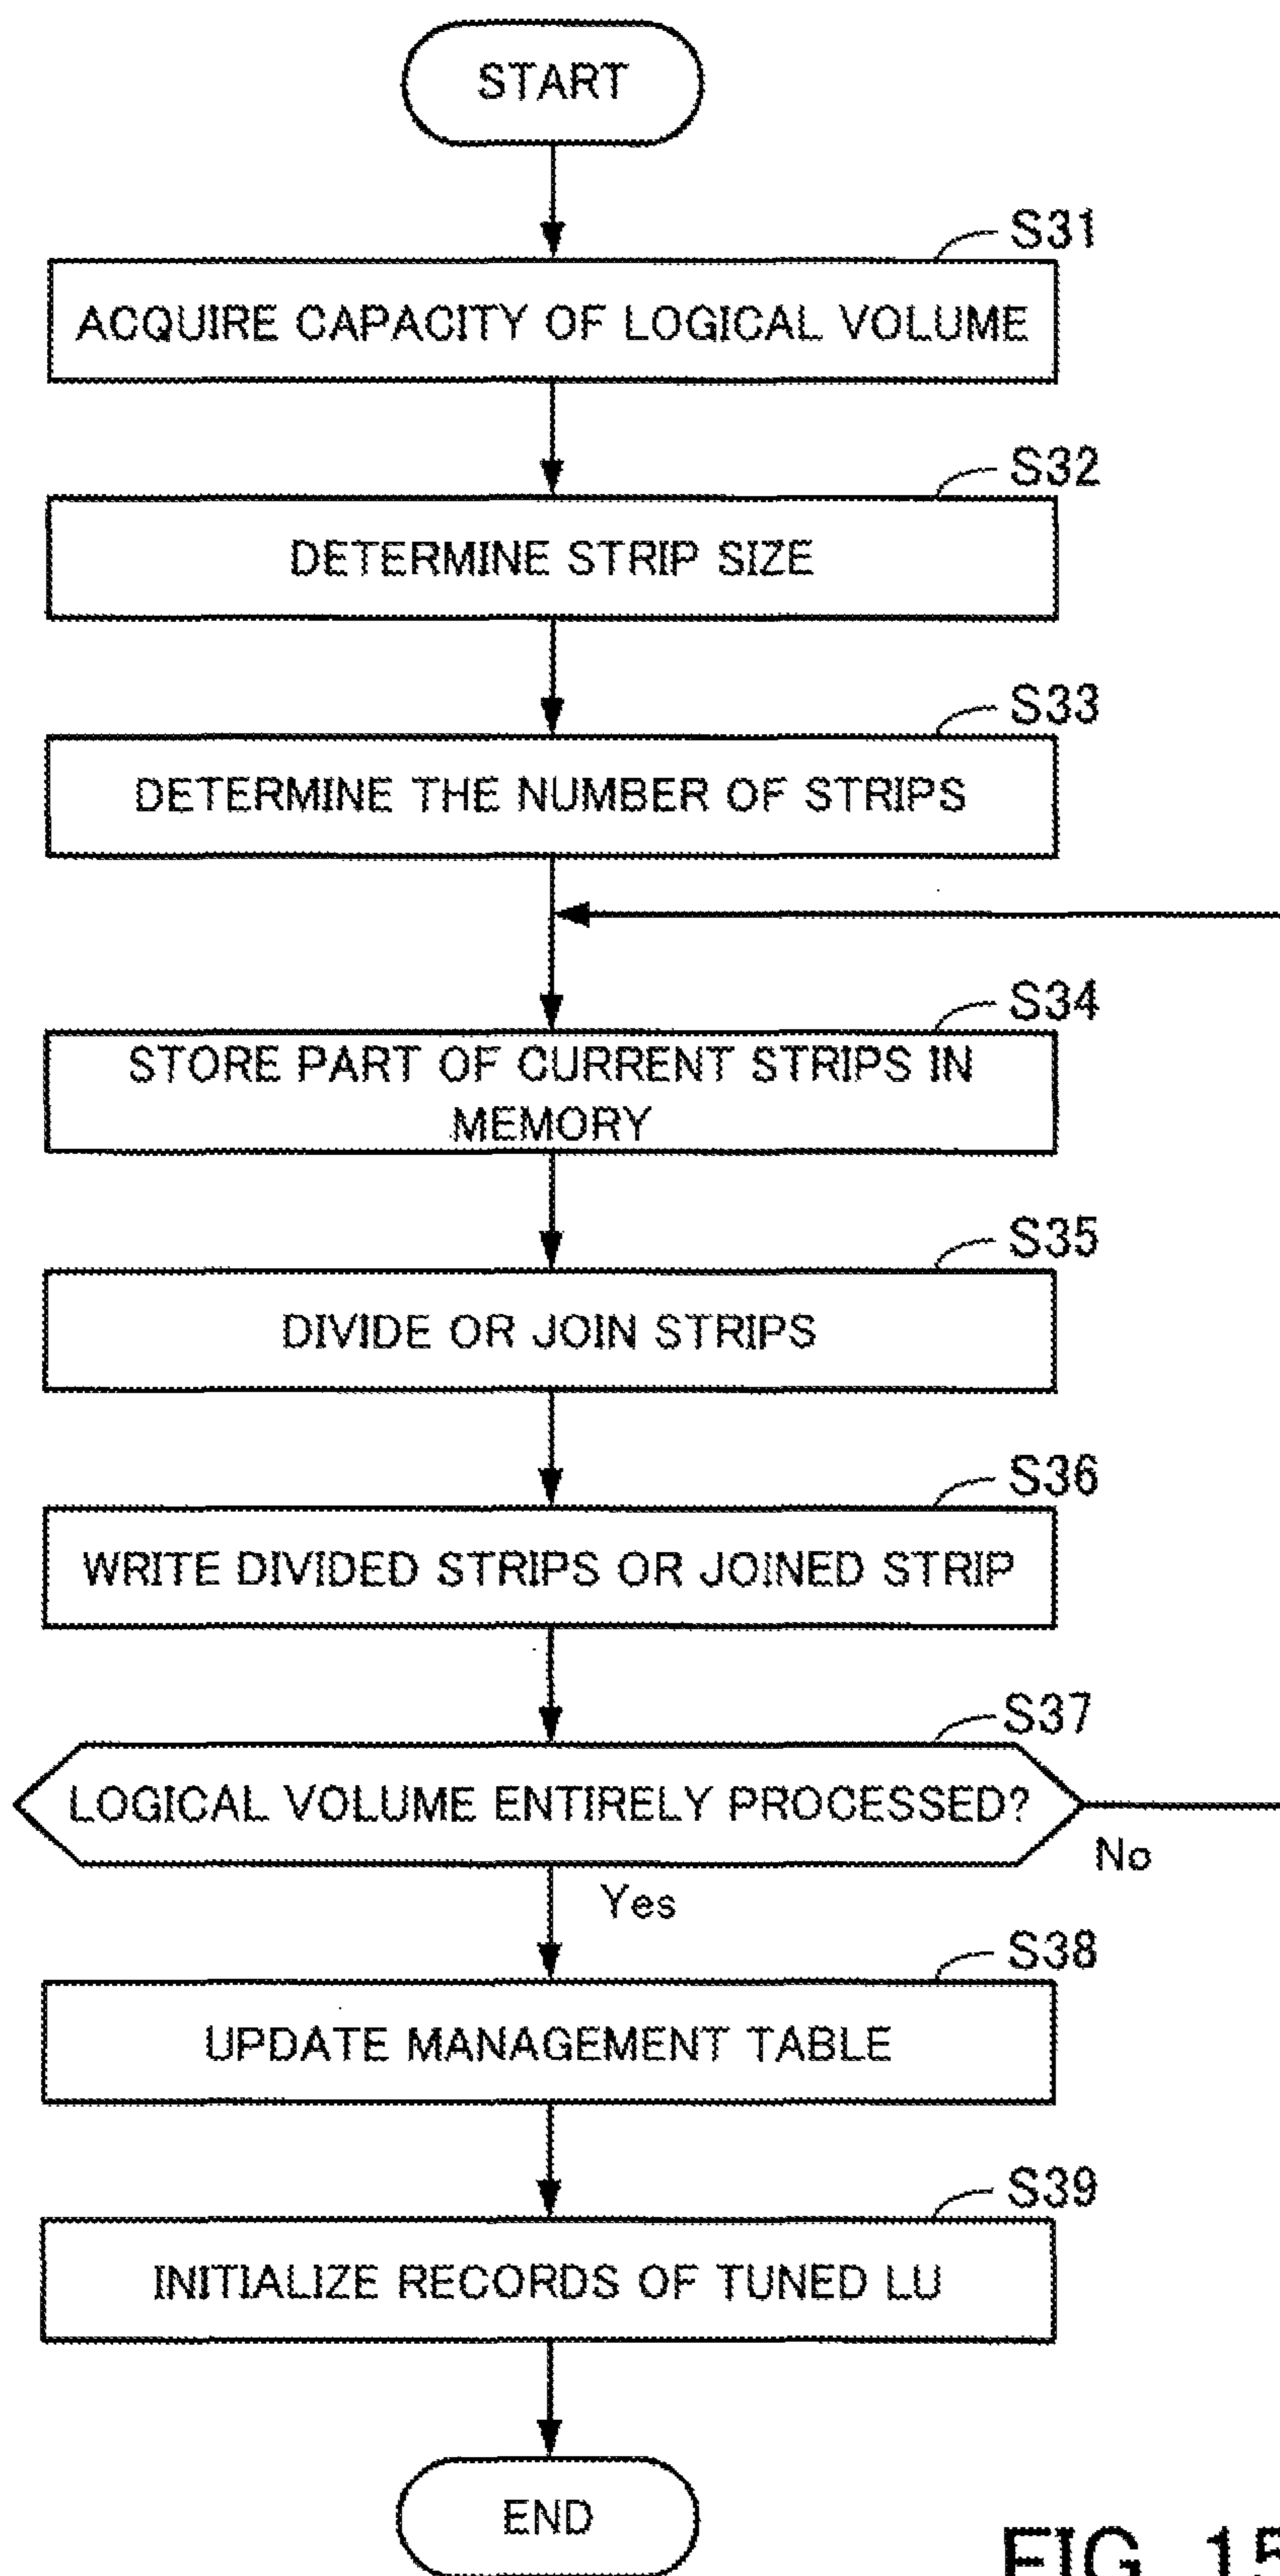 START
S31
ACQUIRE CAPACITY OF LOGICAL VOLUME
S32
DETERMINE STRIP SIZE
S33
DETERMINE THE NUMBER OF STRIPS
S34
STORE PART OF CURRENT STRIPS IN
MEMORY
S35
DIVIDE OR JOIN STRIPS
S36
WRITE DIVIDED STRIPS OR JOINED STRIP
S37
LOGICAL VOLUME ENTIRELY PROCESSED?
No
Yes
S38
UPDATE MANAGEMENT TABLE
S39
INITIALIZE RECORDS OF TUNED LU
END
FIG. 15